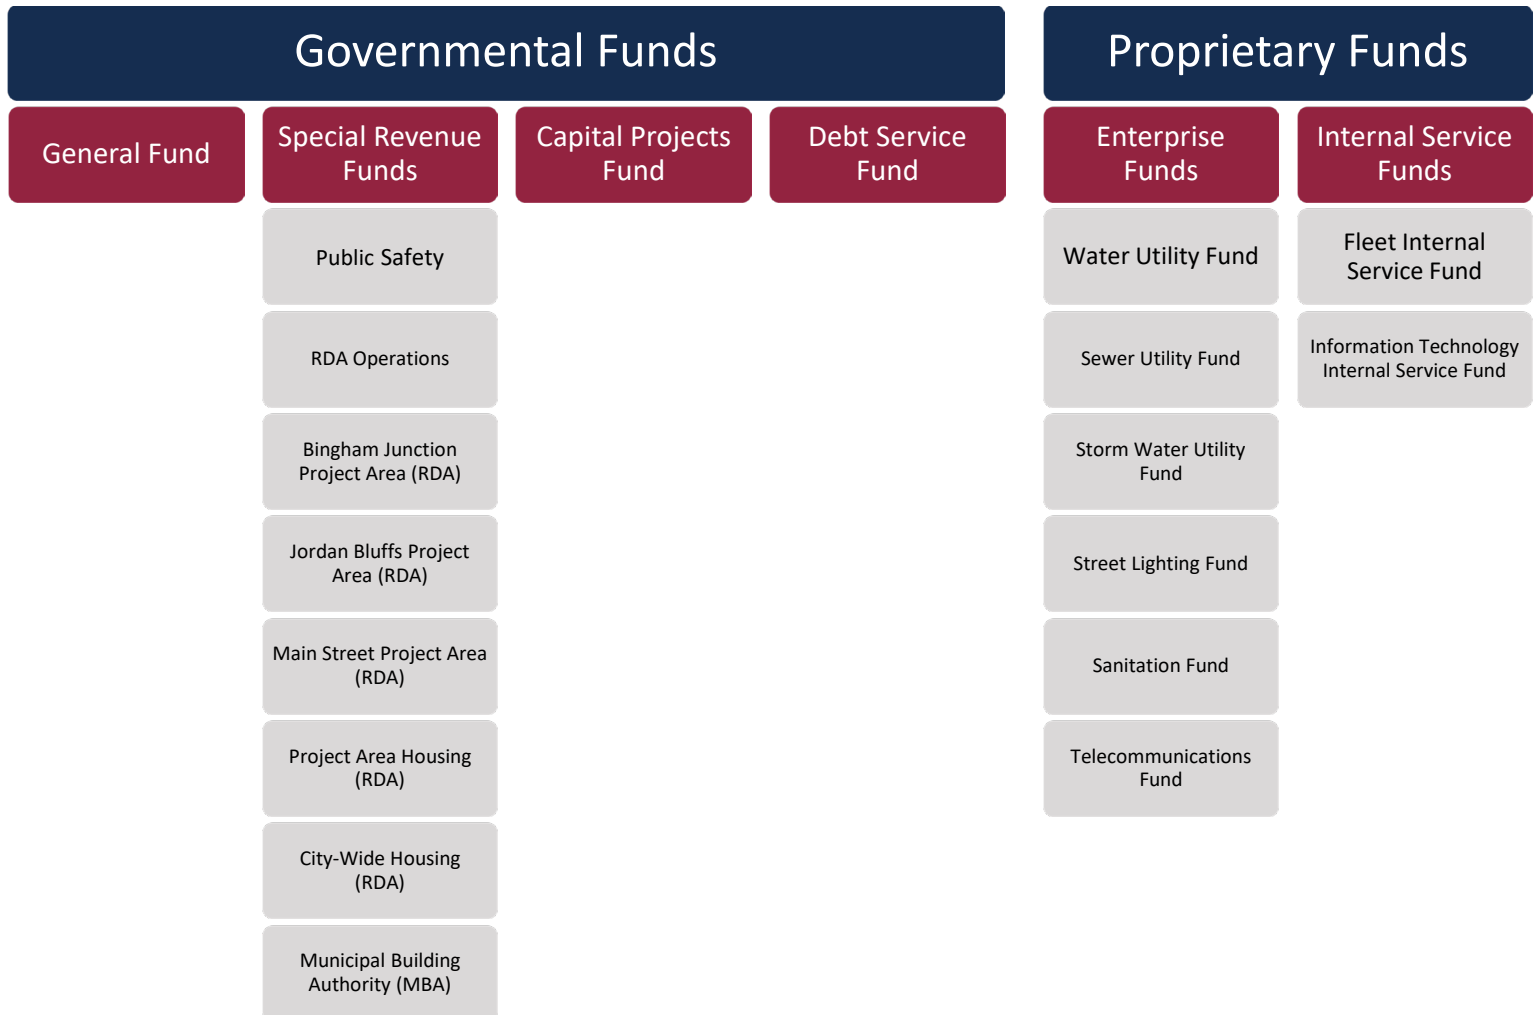 Governmental Funds
General Fund
Special Revenue
Funds
Public Safety
RDA Operations
Bingham Junction
Project Area (RDA)
Jordan Bluffs Project
Area (RDA)
Main Street Project Area
(RDA)
Project Area Housing
(RDA)
City-Wide Housing
(RDA)
Municipal Building
Authority (MBA)
Capital Projects
Fund
Debt Service
Fund
Proprietary Funds
Enterprise
Funds
Water Utility Fund
Sewer Utility Fund
Storm Water Utility
Fund
Street Lighting Fund
Sanitation Fund
Telecommunications
Fund
Internal Service
Funds
Fleet Internal
Service Fund
Information Technology
Internal Service Fund